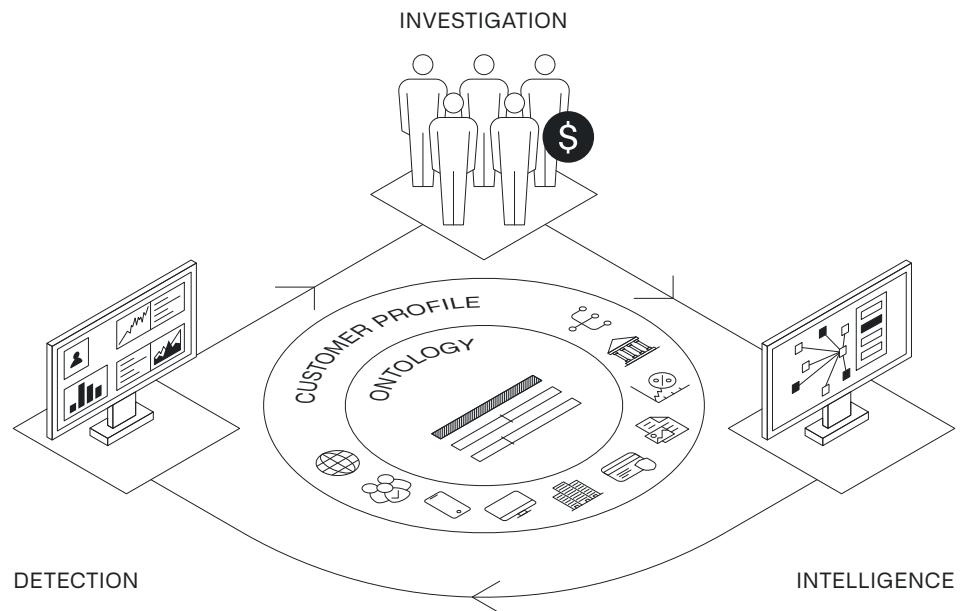 INVESTIGATION
$
CUSTOMER PROFILE
ONTOLOGY
DETECTION
INTELLIGENCE